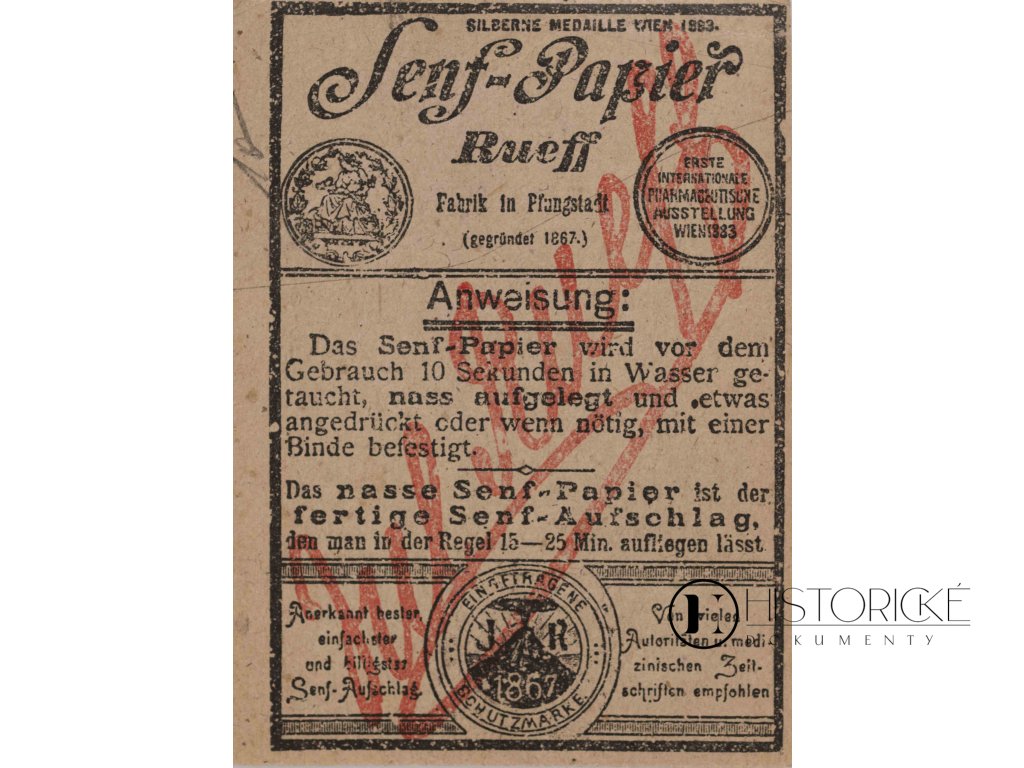 SILBERNE MEDAILLE WIEN 1883.
Senf-Papier
Rueff
Fabrik in Pfungstadt
(gegründet 1867.)
ERSTE
INTERNATIONALE
PHARMACEUTISCHE
AUSSTELLUNG
WIEN 1883
Anweisung:
Das Senf-Papier wird vor dem
Gebrauch 10 Sekunden in Wasser ge-
taucht, nass aufgelegt und etwas
angedrückt oder wenn nötig, mit einer
Binde befestigt.
Das nasse Senf-Papier ist der
fertige Senf-Aufschlag,
den man in der Regel 15—25 Min. aufliegen lässt.
Anerkannt bester,
einfachster
und billigster
Senf-Aufschlag.
EINGETRAGENE
J R
1867
SCHUTZMARKE
Von vielen
Autoritäten u. medi-
zinischen Zeit-
schriften empfohlen
HISTORICKÉ
DOKUMENTY